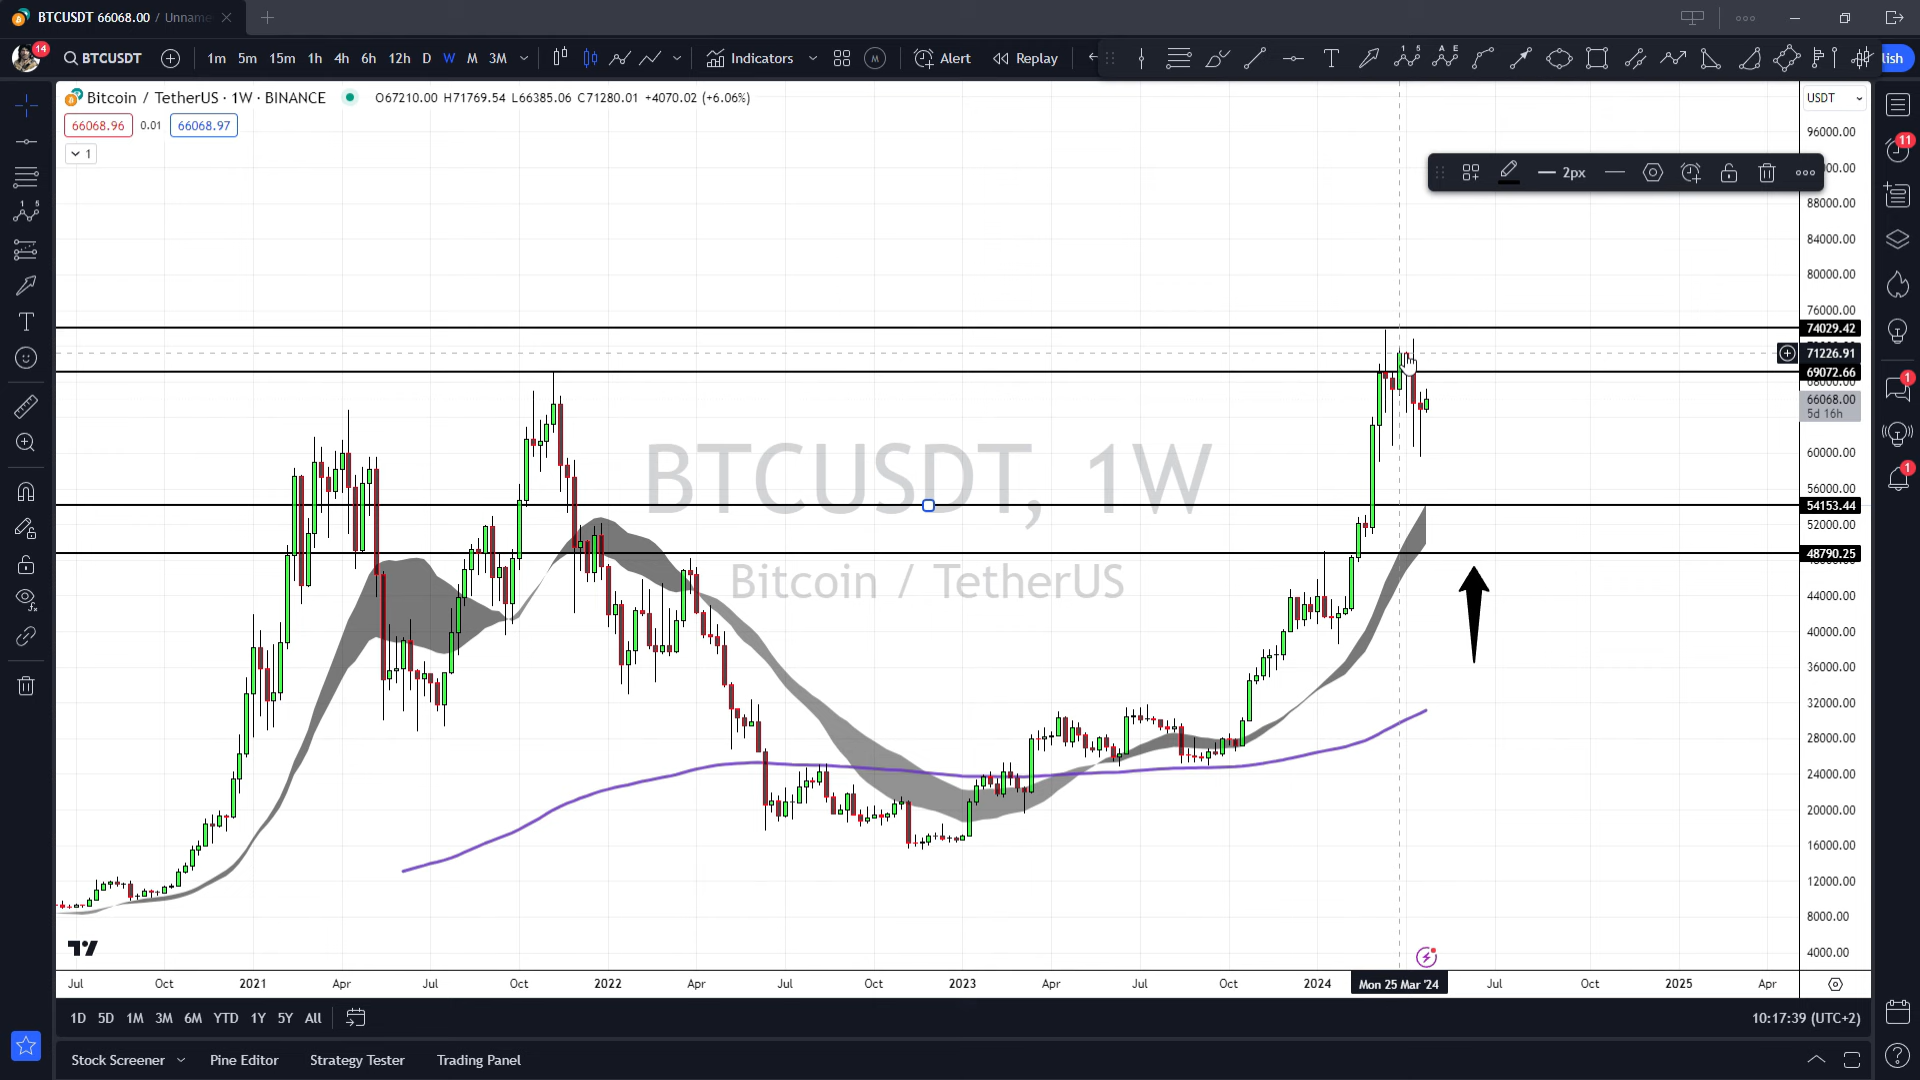 BTCUSDT 66068.00 / Unname
14
BTCUSDT
1m 5m 15m 1h 4h 6h 12h D W M 3M
Indicators
M
Alert
Replay
lish
Bitcoin / TetherUS · 1W · BINANCE
O67210.00 H71769.54 L66385.06 C71280.01 +4070.02 (+6.06%)
USDT
66068.96 0.01 66068.97
1
2px
11
96000.00
88000.00
84000.00
80000.00
76000.00
74029.42
71226.91
69072.66
68000.00
66068.00
5d 16h
60000.00
56000.00
54153.44
52000.00
48790.25
44000.00
40000.00
36000.00
32000.00
28000.00
24000.00
20000.00
16000.00
12000.00
8000.00
4000.00
1
1
BTCUSDT, 1W
Bitcoin / TetherUS
Jul Oct 2021 Apr Jul Oct 2022 Apr Jul Oct 2023 Apr Jul Oct 2024 Mon 25 Mar '24 Jul Oct 2025 Apr
1D 5D 1M 3M 6M YTD 1Y 5Y All
10:17:39 (UTC+2)
Stock Screener Pine Editor Strategy Tester Trading Panel